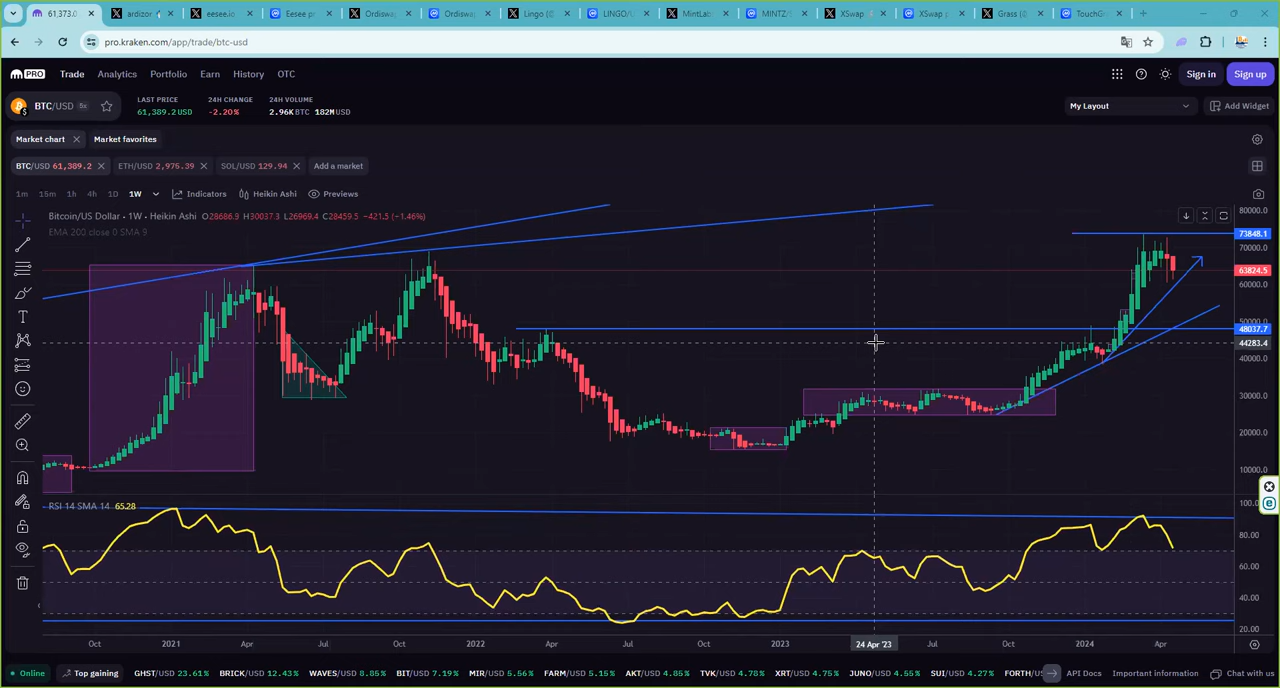 61,373.0
ardizor
eesee.io
Eesee pr
Ordiswap
Ordiswap
Lingo
LINGO/U
MintLab
MINTZ/
XSwap
XSwap p
Grass
TouchG
pro.kraken.com/app/trade/btc-usd
PRO Trade Analytics Portfolio Earn History OTC Sign in Sign up
BTC/USD LAST PRICE 24H CHANGE 24H VOLUME My Layout Add Widget
61,389.2 USD -2.20% 2.96K BTC 182M USD
Market chart Market favorites
BTC/USD 61,389.2 ETH/USD 2,975.39 SOL/USD 129.94 Add a market
1m 15m 1h 4h 1D 1W Indicators Heikin Ashi Previews
Bitcoin/US Dollar • 1W • Heikin Ashi O28686.9 H30037.3 L26969.4 C28459.5 -421.5 (-1.46%)
EMA 200 close 0 SMA 9
80000.0
73848.1
70000.0
63824.5
60000.0
50000.0
48037.7
44283.4
40000.0
30000.0
20000.0
10000.0
RSI 14 SMA 14 65.28
100.0
80.00
60.00
40.00
20.00
Oct 2021 Apr Jul Oct 2022 Apr Jul Oct 2023 24 Apr '23 Jul Oct 2024 Apr
Online Top gaining GHST/USD 23.61% BRICK/USD 12.43% WAVES/USD 8.85% BIT/USD 7.19% MIR/USD 5.56% FARM/USD 5.15% AKT/USD 4.85% TVK/USD 4.78% XRT/USD 4.75% JUNO/USD 4.55% SUI/USD 4.27% FORTH/U API Docs Important information Chat with us